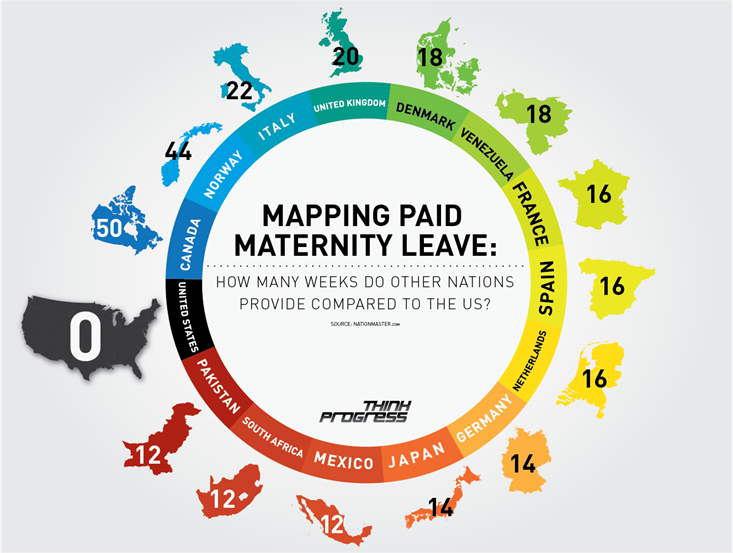 MAPPING PAID
MATERNITY LEAVE:
HOW MANY WEEKS DO OTHER NATIONS
PROVIDE COMPARED TO THE US?
SOURCE: NATIONMASTER.com
THINK
PROGRESS
UNITED STATES
0
CANADA
50
NORWAY
44
ITALY
22
UNITED KINGDOM
20
DENMARK
18
VENEZUELA
18
FRANCE
16
SPAIN
16
NETHERLANDS
16
GERMANY
14
JAPAN
14
MEXICO
12
SOUTH AFRICA
12
PAKISTAN
12